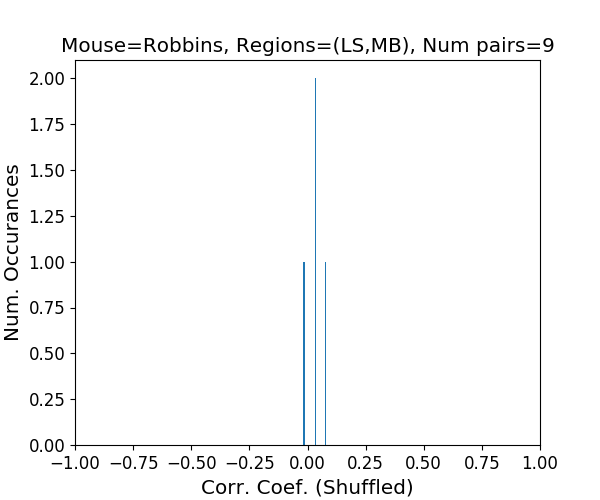 Mouse=Robbins, Regions=(LS,MB), Num pairs=9
2.00
1.75
1.50
1.25
1.00
0.75
0.50
0.25
0.00
Num. Occurances
−1.00 −0.75 −0.50 −0.25 0.00 0.25 0.50 0.75 1.00
Corr. Coef. (Shuffled)